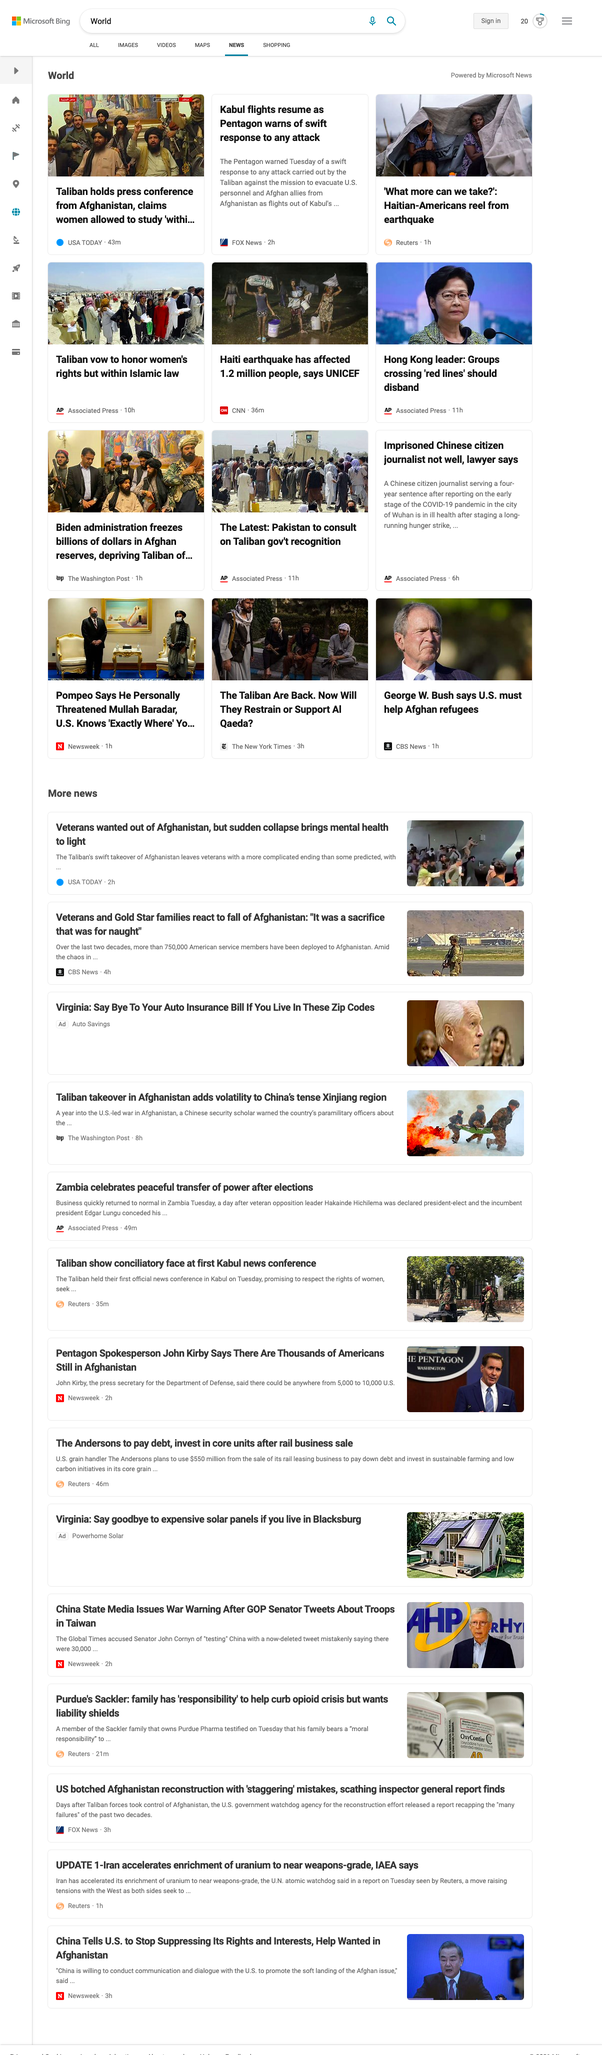 Microsoft Bing
World
Sign in
20
ALL IMAGES VIDEOS MAPS NEWS SHOPPING
World
Powered by Microsoft News
Taliban holds press conference
from Afghanistan, claims
women allowed to study 'withi...
USA TODAY · 43m
Kabul flights resume as
Pentagon warns of swift
response to any attack
The Pentagon warned Tuesday of a swift
response to any attack carried out by the
Taliban against the mission to evacuate U.S.
personnel and Afghan allies from
Afghanistan as flights out of Kabul's ...
FOX News · 2h
'What more can we take?':
Haitian-Americans reel from
earthquake
Reuters · 1h
Taliban vow to honor women's
rights but within Islamic law
AP Associated Press · 10h
Haiti earthquake has affected
1.2 million people, says UNICEF
CNN · 36m
Hong Kong leader: Groups
crossing 'red lines' should
disband
AP Associated Press · 11h
Biden administration freezes
billions of dollars in Afghan
reserves, depriving Taliban of...
wp The Washington Post · 1h
The Latest: Pakistan to consult
on Taliban gov't recognition
AP Associated Press · 11h
Imprisoned Chinese citizen
journalist not well, lawyer says
A Chinese citizen journalist serving a four-
year sentence after reporting on the early
stage of the COVID-19 pandemic in the city
of Wuhan is in ill health after staging a long-
running hunger strike, ...
AP Associated Press · 6h
Pompeo Says He Personally
Threatened Mullah Baradar,
U.S. Knows 'Exactly Where' Yo...
N Newsweek · 1h
The Taliban Are Back. Now Will
They Restrain or Support Al
Qaeda?
The New York Times · 3h
George W. Bush says U.S. must
help Afghan refugees
CBS News · 1h
More news
Veterans wanted out of Afghanistan, but sudden collapse brings mental health
to light
The Taliban's swift takeover of Afghanistan leaves veterans with a more complicated ending than some predicted, with
...
USA TODAY · 2h
Veterans and Gold Star families react to fall of Afghanistan: "It was a sacrifice
that was for naught"
Over the last two decades, more than 750,000 American service members have been deployed to Afghanistan. Amid
the chaos in ...
CBS News · 4h
Virginia: Say Bye To Your Auto Insurance Bill If You Live In These Zip Codes
Ad Auto Savings
Taliban takeover in Afghanistan adds volatility to China's tense Xinjiang region
A year into the U.S.-led war in Afghanistan, a Chinese security scholar warned the country's paramilitary officers about
the ...
wp The Washington Post · 8h
Zambia celebrates peaceful transfer of power after elections
Business quickly returned to normal in Zambia Tuesday, a day after veteran opposition leader Hakainde Hichilema was declared president-elect and the incumbent
president Edgar Lungu conceded his ...
AP Associated Press · 49m
Taliban show conciliatory face at first Kabul news conference
The Taliban held their first official news conference in Kabul on Tuesday, promising to respect the rights of women,
seek ...
Reuters · 35m
Pentagon Spokesperson John Kirby Says There Are Thousands of Americans
Still in Afghanistan
John Kirby, the press secretary for the Department of Defense, said there could be anywhere from 5,000 to 10,000 U.S.
N Newsweek · 2h
HE PENTAGON
WASHINGTON
The Andersons to pay debt, invest in core units after rail business sale
U.S. grain handler The Andersons plans to use $550 million from the sale of its rail leasing business to pay down debt and invest in sustainable farming and low
carbon initiatives in its core grain ...
Reuters · 46m
Virginia: Say goodbye to expensive solar panels if you live in Blacksburg
Ad Powerhome Solar
China State Media Issues War Warning After GOP Senator Tweets About Troops
in Taiwan
The Global Times accused Senator John Cornyn of "testing" China with a now-deleted tweet mistakenly saying there
were 30,000 ...
N Newsweek · 2h
AHP
Purdue's Sackler: family has 'responsibility' to help curb opioid crisis but wants
liability shields
A member of the Sackler family that owns Purdue Pharma testified on Tuesday that his family bears a "moral
responsibility" to ...
Reuters · 21m
OxyContin
US botched Afghanistan reconstruction with 'staggering' mistakes, scathing inspector general report finds
Days after Taliban forces took control of Afghanistan, the U.S. government watchdog agency for the reconstruction effort released a report recapping the "many
failures" of the past two decades.
FOX News · 3h
UPDATE 1-Iran accelerates enrichment of uranium to near weapons-grade, IAEA says
Iran has accelerated its enrichment of uranium to near weapons-grade, the U.N. atomic watchdog said in a report on Tuesday seen by Reuters, a move raising
tensions with the West as both sides seek to ...
Reuters · 1h
China Tells U.S. to Stop Suppressing Its Rights and Interests, Help Wanted in
Afghanistan
"China is willing to conduct communication and dialogue with the U.S. to promote the soft landing of the Afghan issue,"
said ...
N Newsweek · 3h